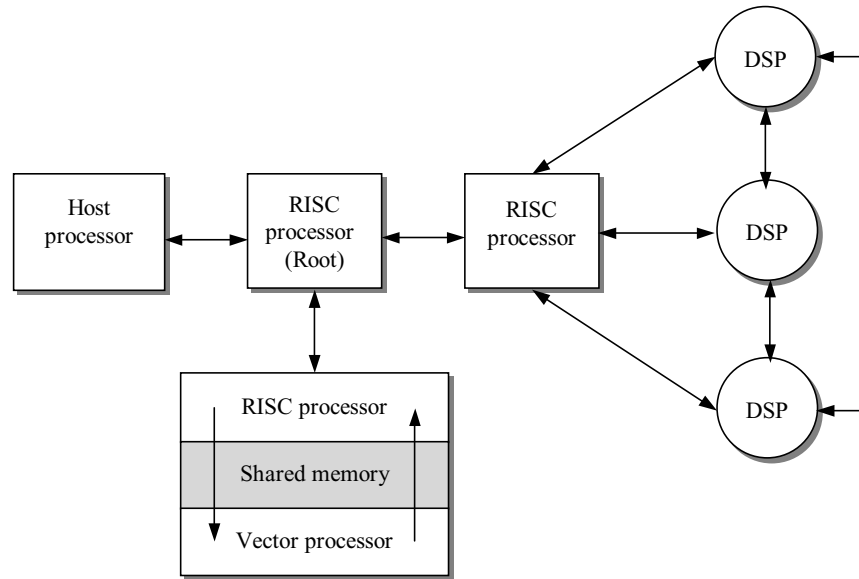 DSP
Host
processor
RISC
processor
(Root)
RISC
processor
DSP
DSP
RISC processor
Shared memory
Vector processor